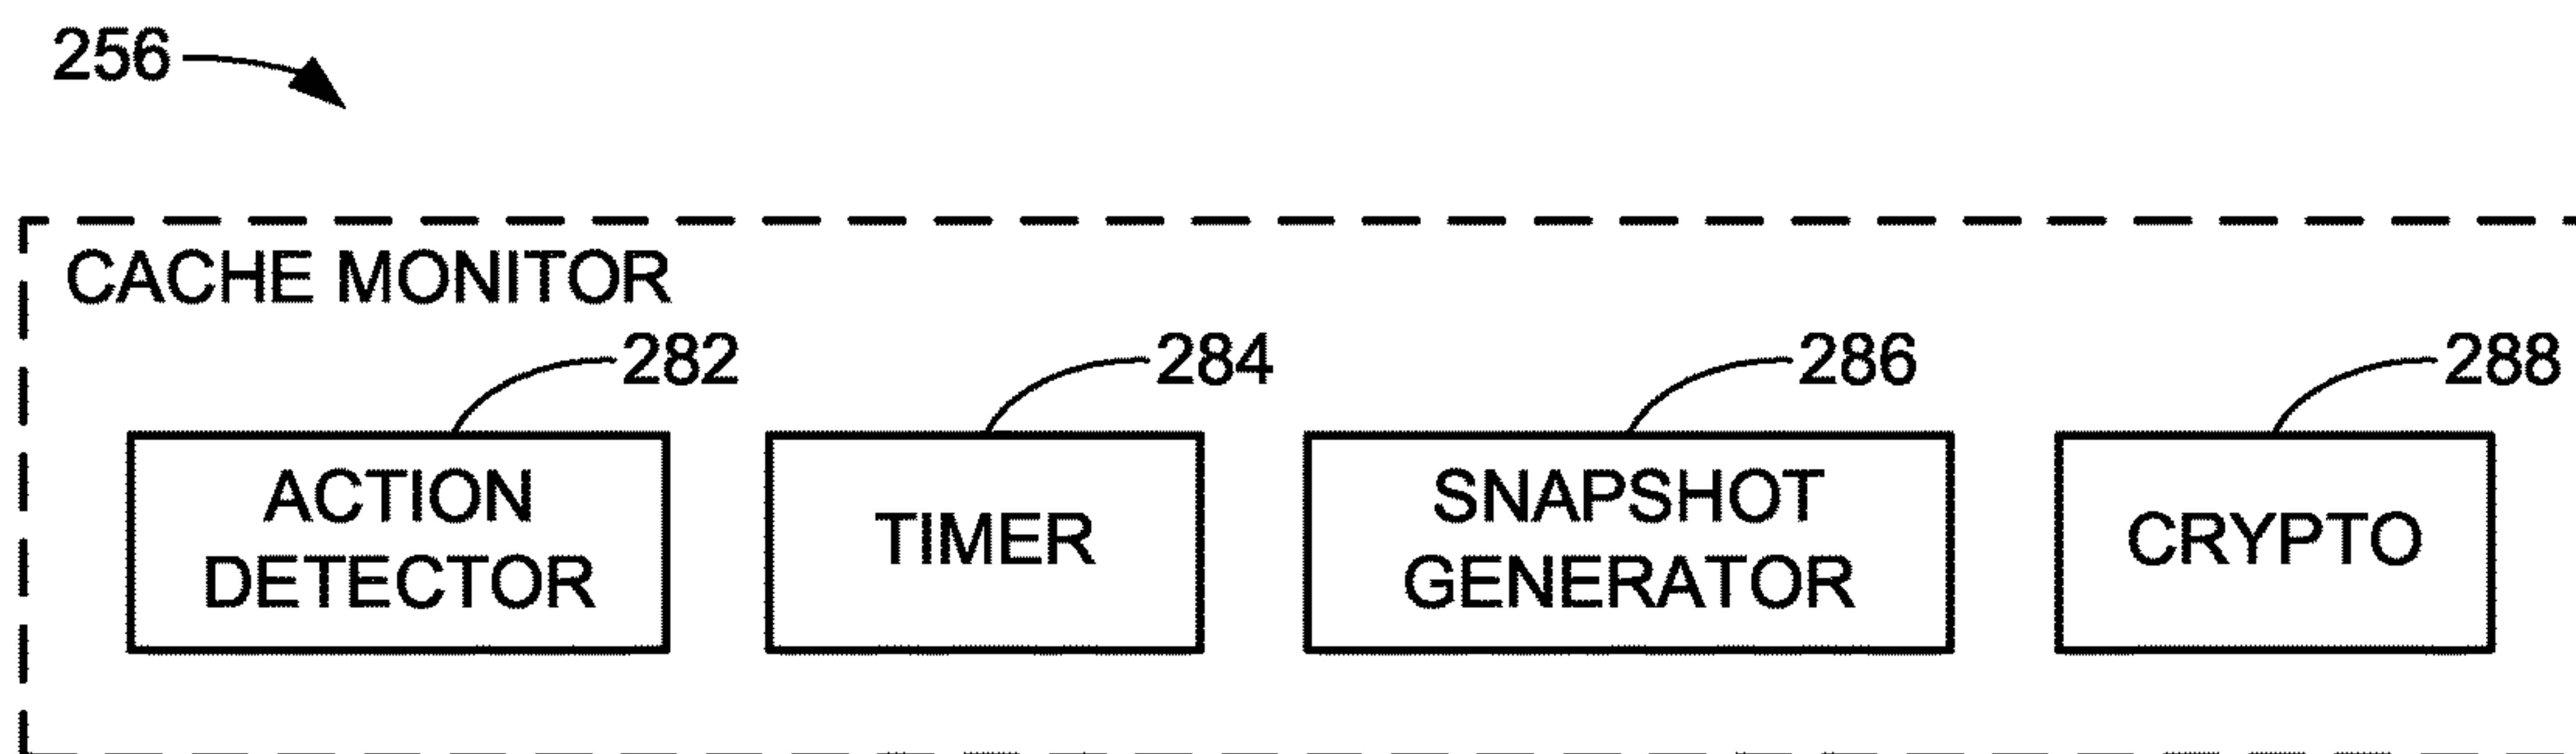 256
CACHE MONITOR
282
284
286
288
ACTION
DETECTOR
TIMER
SNAPSHOT
GENERATOR
CRYPTO